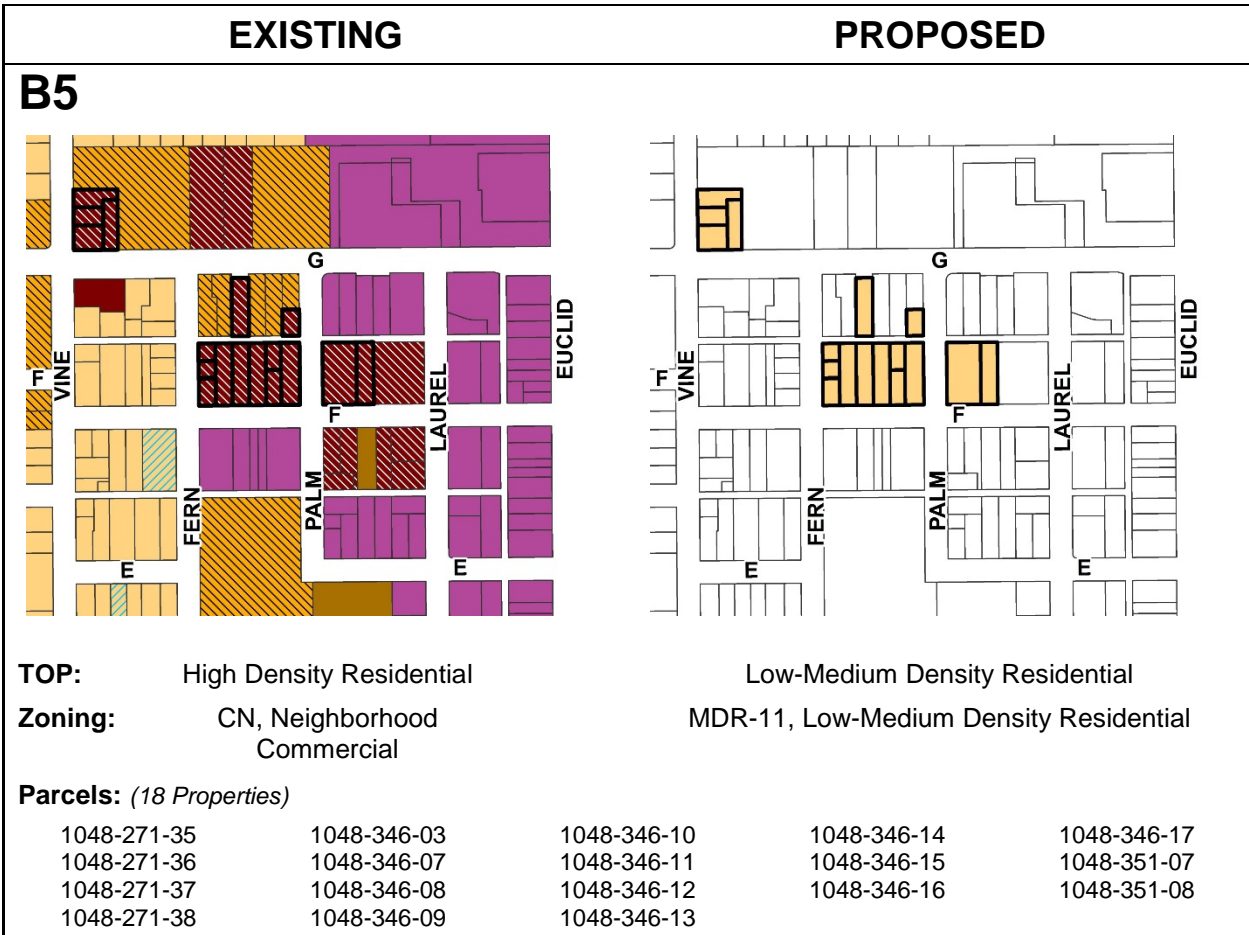 EXISTING
PROPOSED
B5
G
F
VINE
EUCLID
LAUREL
F
FERN
PALM
E
E
G
F
VINE
EUCLID
LAUREL
F
FERN
PALM
E
E
TOP: High Density Residential
Low-Medium Density Residential
Zoning: CN, Neighborhood
Commercial
MDR-11, Low-Medium Density Residential
Parcels: (18 Properties)
1048-271-35 1048-346-03 1048-346-10 1048-346-14 1048-346-17
1048-271-36 1048-346-07 1048-346-11 1048-346-15 1048-351-07
1048-271-37 1048-346-08 1048-346-12 1048-346-16 1048-351-08
1048-271-38 1048-346-09 1048-346-13